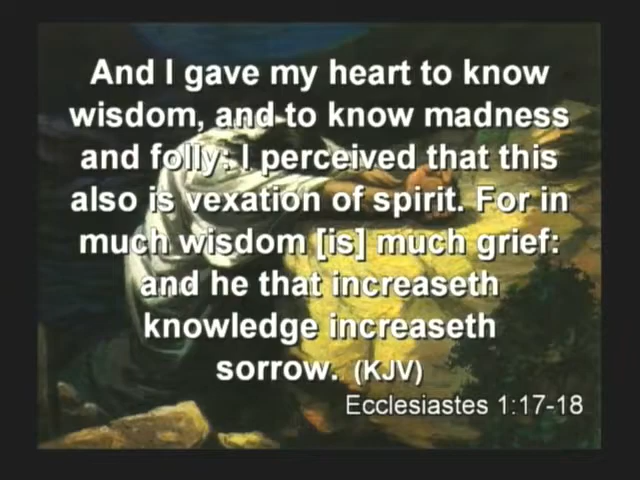 And I gave my heart to know
wisdom, and to know madness
and folly: I perceived that this
also is vexation of spirit. For in
much wisdom [is] much grief:
and he that increaseth
knowledge increaseth
sorrow. (KJV)
Ecclesiastes 1:17-18